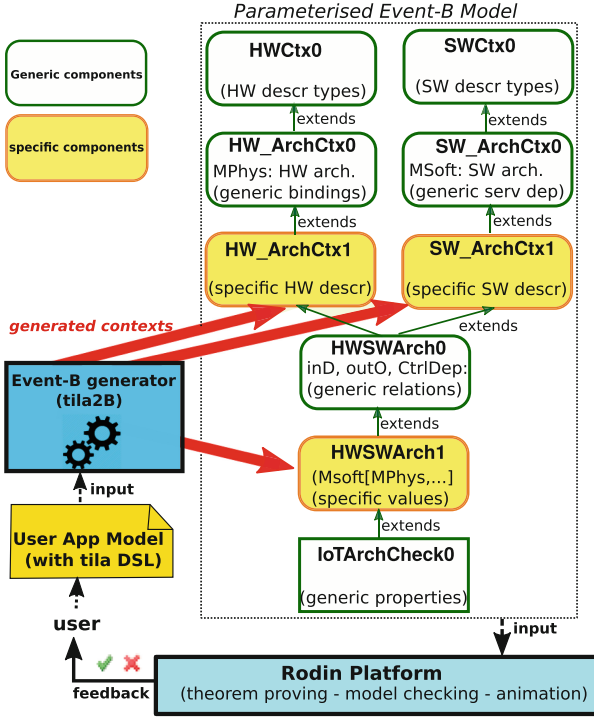 Parameterised Event-B Model
Generic components
specific components
HWCtx0
(HW descr types)
SWCtx0
(SW descr types)
extends
extends
HW_ArchCtx0
MPhys: HW arch.
(generic bindings)
SW_ArchCtx0
MSoft: SW arch.
(generic serv dep)
extends
extends
HW_ArchCtx1
(specific HW descr)
SW_ArchCtx1
(specific SW descr)
generated contexts
extends
HWSWArch0
inD, outO, CtrlDep:
(generic relations)
Event-B generator
(tila2B)
extends
HWSWArch1
(Msoft[MPhys,...]
(specific values)
input
extends
User App Model
(with tila DSL)
IoTArchCheck0
(generic properties)
user
input
feedback
Rodin Platform
(theorem proving - model checking - animation)